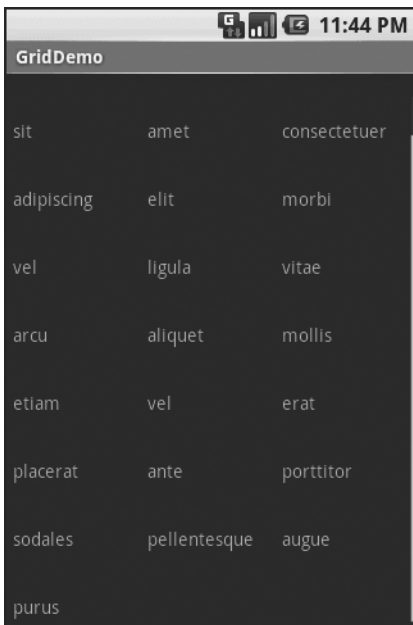 G 11:44 PM
GridDemo
sit amet consectetuer
adipiscing elit morbi
vel ligula vitae
arcu aliquet mollis
etiam vel erat
placerat ante porttitor
sodales pellentesque augue
purus